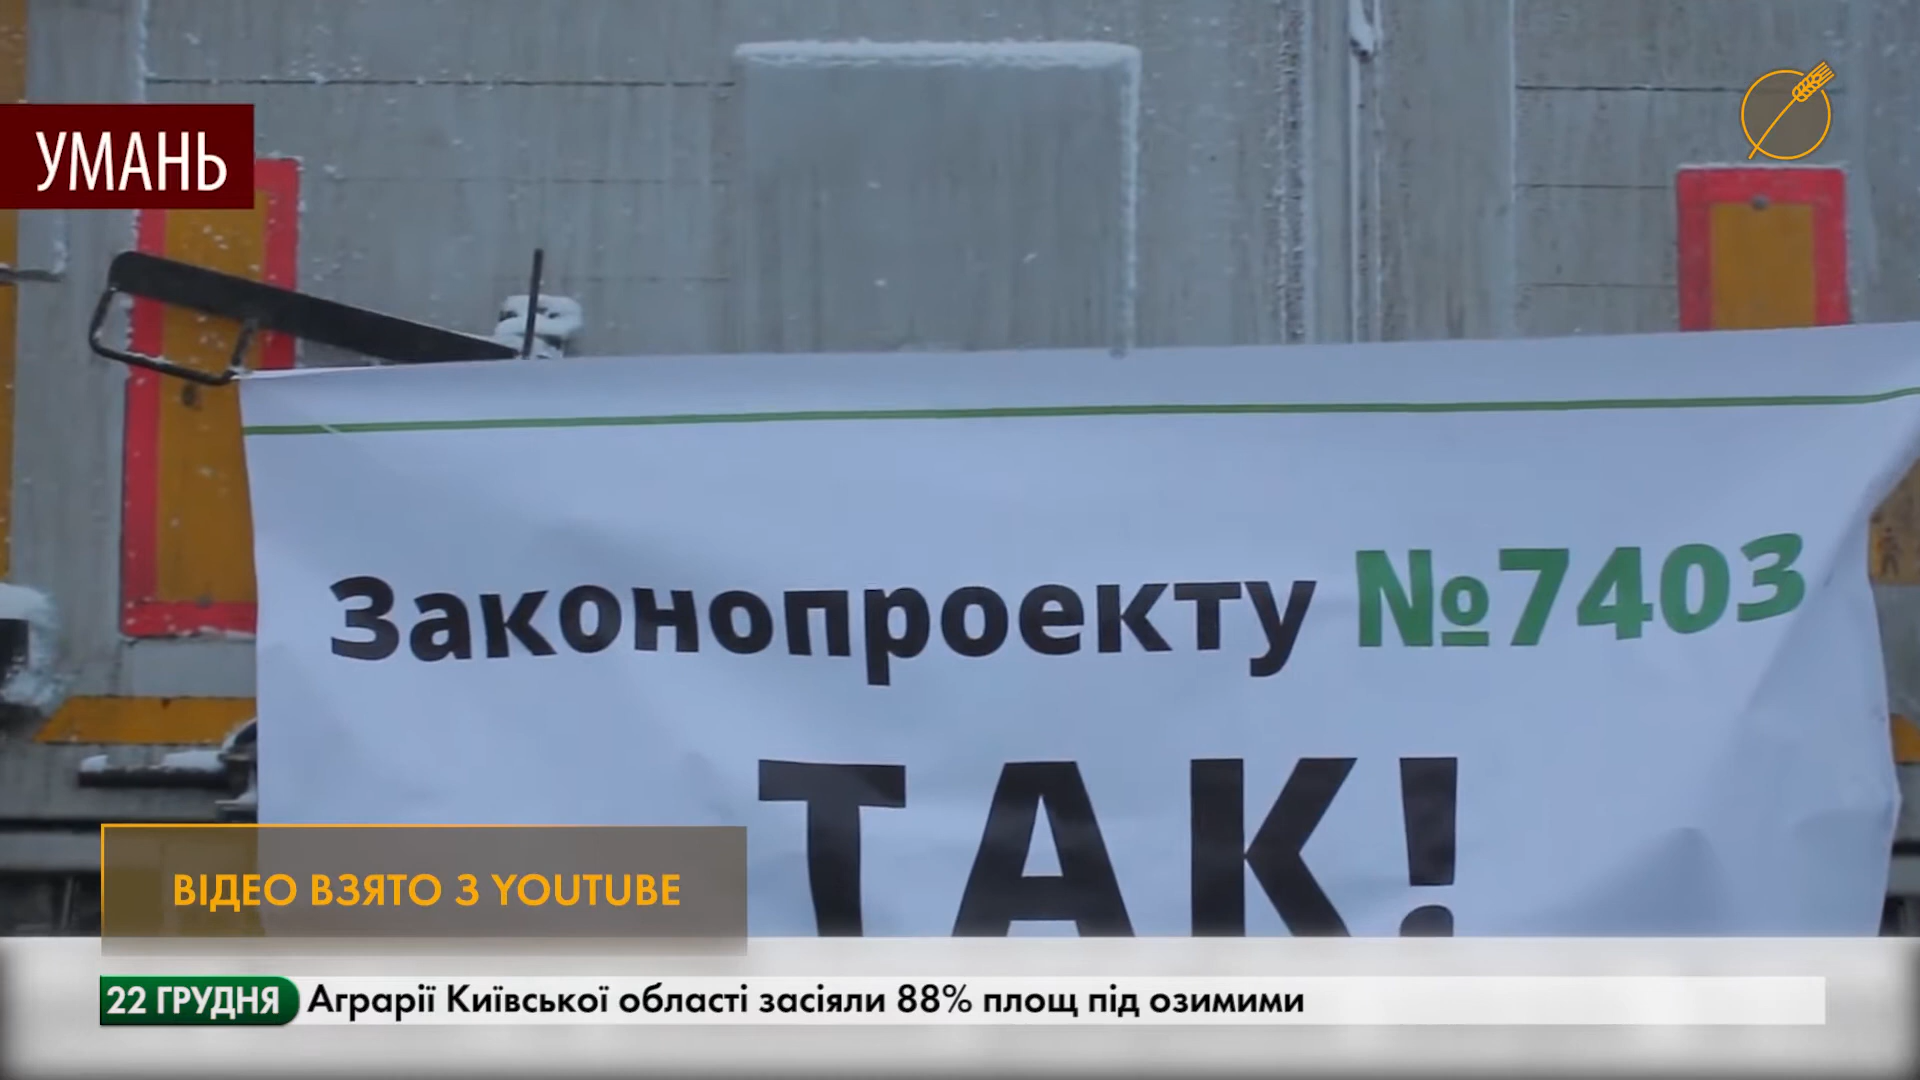 УМАНЬ
Законопроекту №7403
ТАК!
ВІДЕО ВЗЯТО З YOUTUBE
22 ГРУДНЯ Аграрії Київської області засіяли 88% площ під озимими